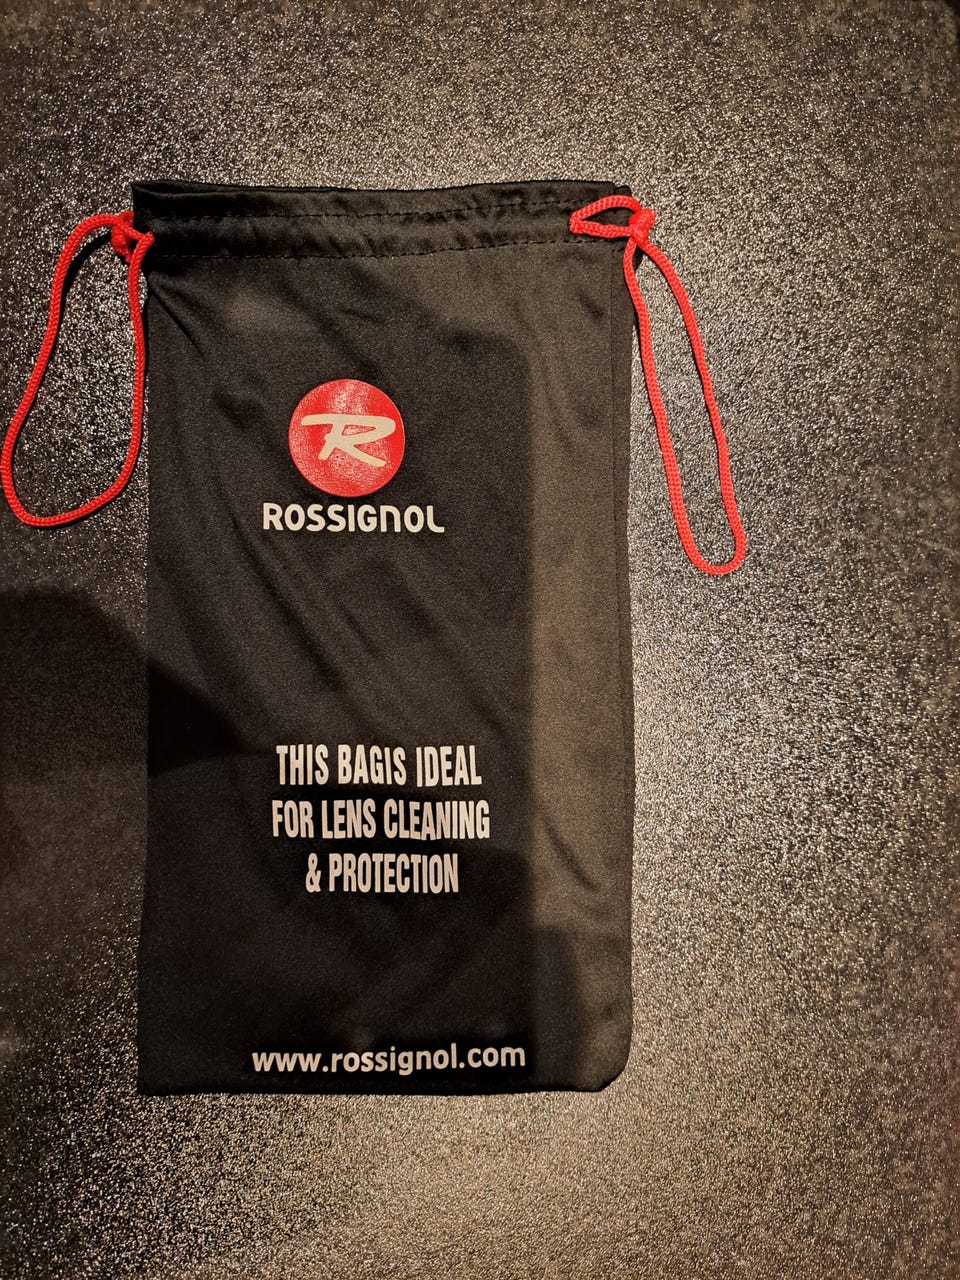 R
ROSSIGNOL
THIS BAGIS IDEAL
FOR LENS CLEANING
& PROTECTION
www.rossignol.com